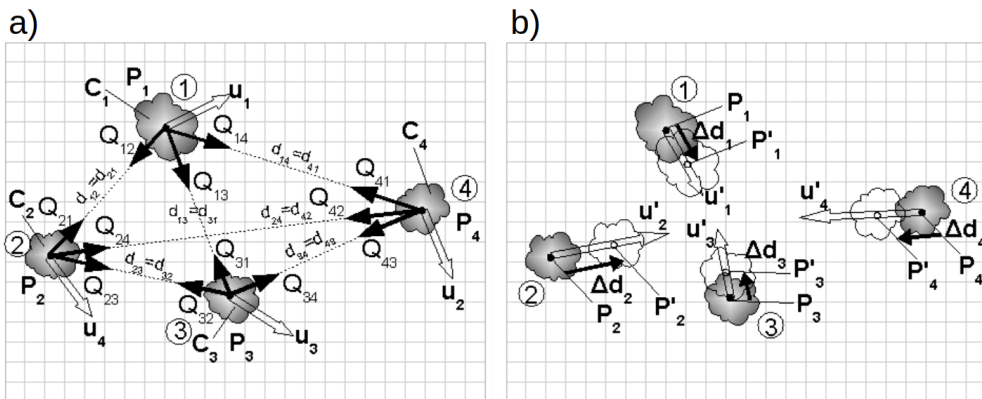 a)
b)
P1
1
C1
u1
Q12
Q14
C4
d12=d21
d14=d41
Q13
Q41
4
C2
Q21
d13=d31
d24=d42
Q42
P4
2
Q24
d34=d43
Q43
d23=d32
Q31
P2
Q23
Q32
Q34
u2
u4
3
C3
P3
u3
1
P1
Δd1
P'1
u'1
u'4
4
u'2
u'3
Δd4
Δd3
P'4
P4
P'3
2
Δd2
P2
P'2
P3
3